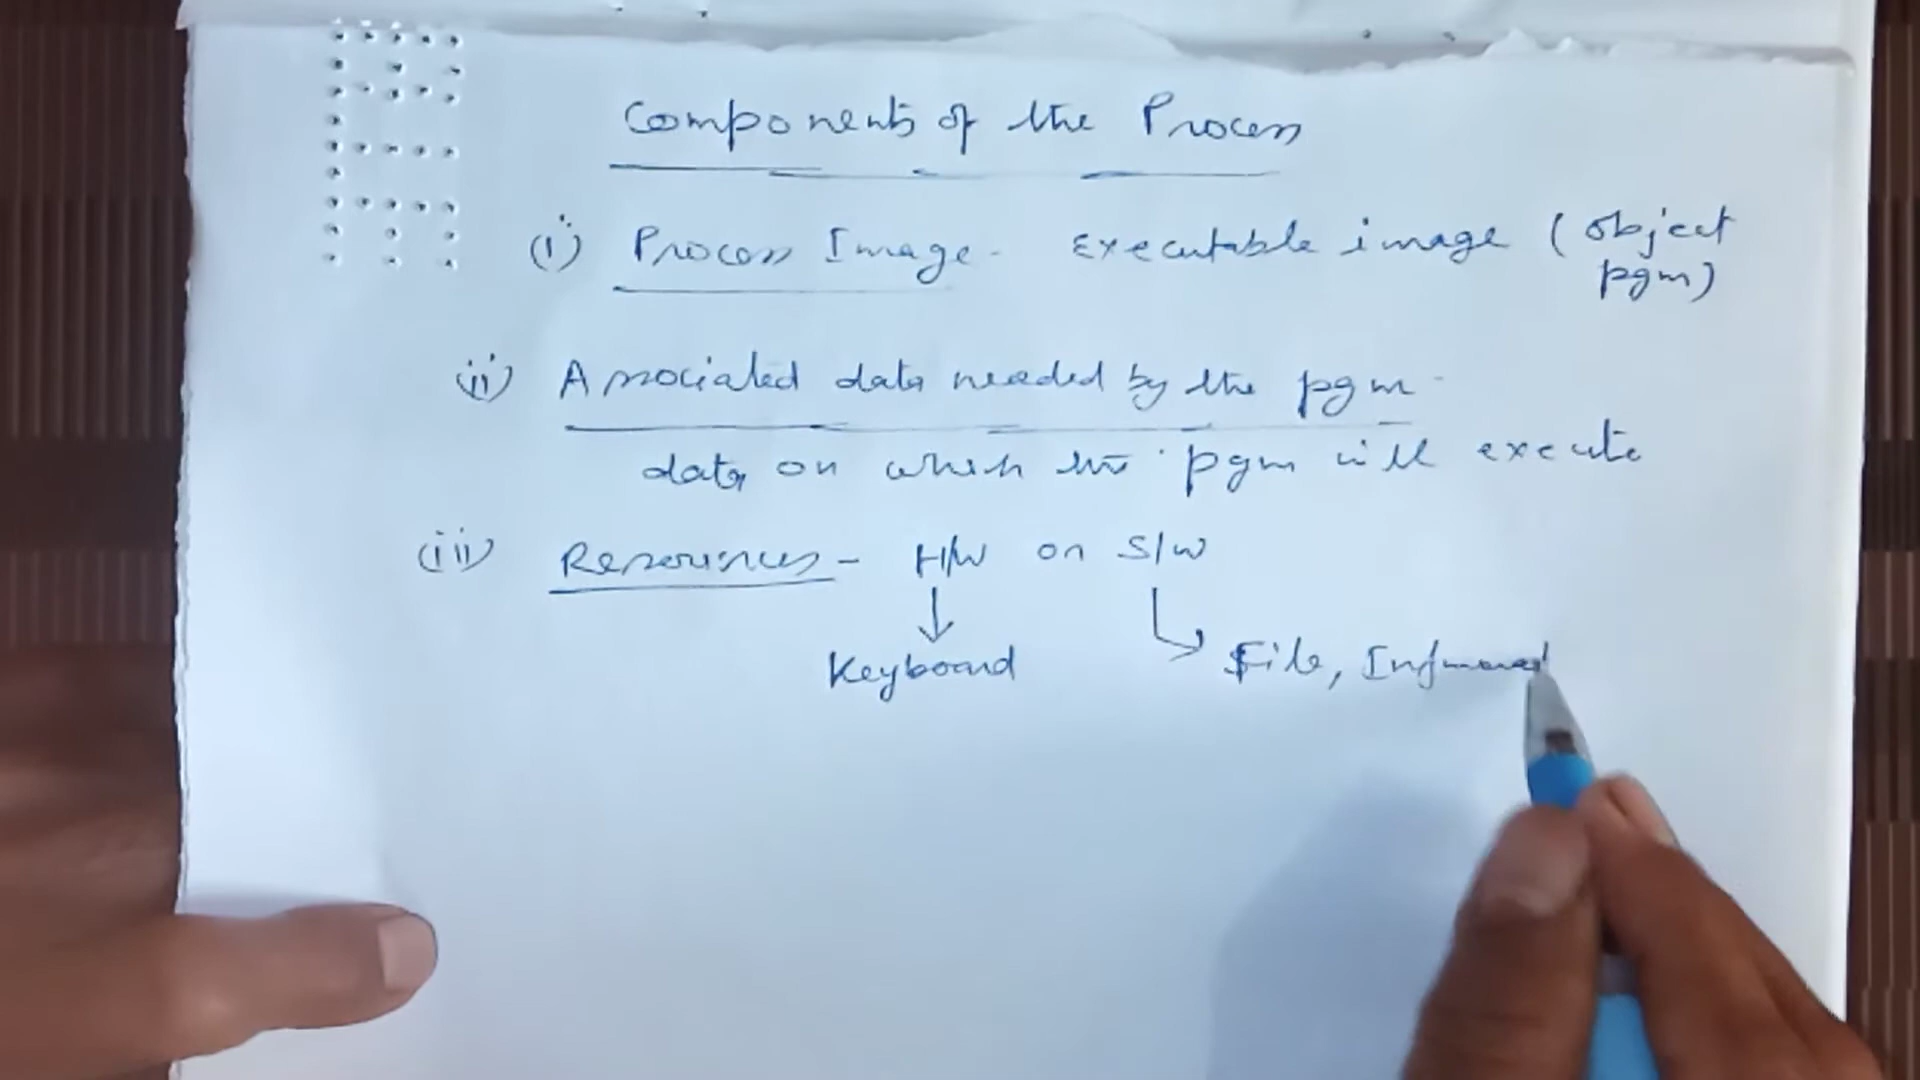 Components of the Process
(i) Process Image - Executable image (object
pgm)
ii) Associated data needed by the pgm -
data on which the pgm will execute
(iii) Resources - H/W or S/W
Keyboard
File,